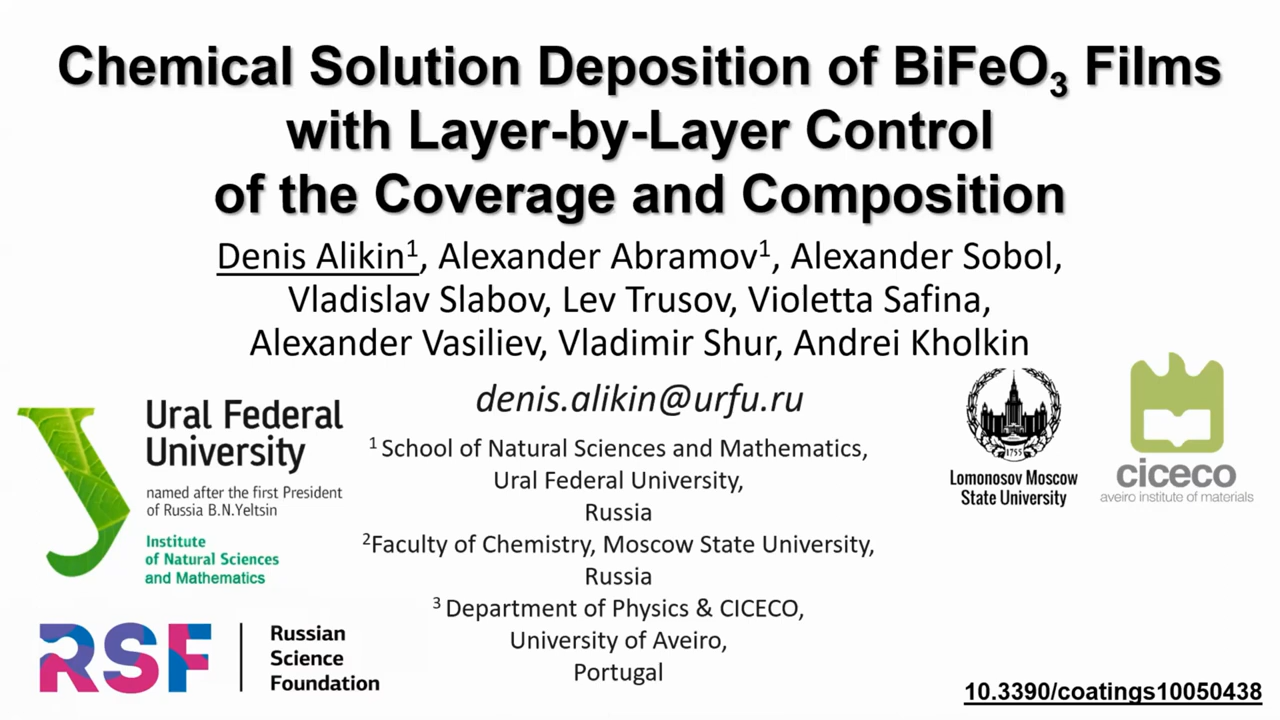 Chemical Solution Deposition of BiFeO₃ Films
with Layer-by-Layer Control
of the Coverage and Composition
Denis Alikin¹, Alexander Abramov¹, Alexander Sobol,
Vladislav Slabov, Lev Trusov, Violetta Safina,
Alexander Vasiliev, Vladimir Shur, Andrei Kholkin
denis.alikin@urfu.ru
¹ School of Natural Sciences and Mathematics,
Ural Federal University,
Russia
²Faculty of Chemistry, Moscow State University,
Russia
³ Department of Physics & CICECO,
University of Aveiro,
Portugal
Ural Federal
University
named after the first President
of Russia B.N.Yeltsin
Institute
of Natural Sciences
and Mathematics
RSF
Russian
Science
Foundation
1755
Lomonosov Moscow
State University
ciceco
aveiro institute of materials
10.3390/coatings10050438